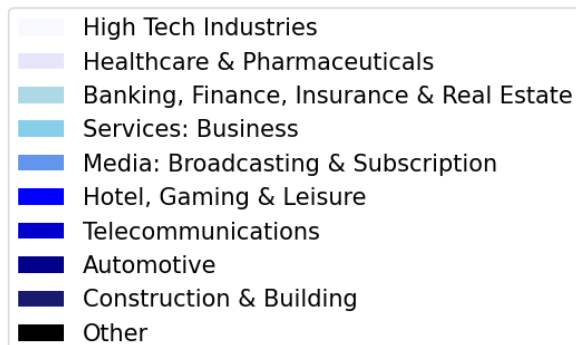 High Tech Industries
Healthcare & Pharmaceuticals
Banking, Finance, Insurance & Real Estate
Services: Business
Media: Broadcasting & Subscription
Hotel, Gaming & Leisure
Telecommunications
Automotive
Construction & Building
Other